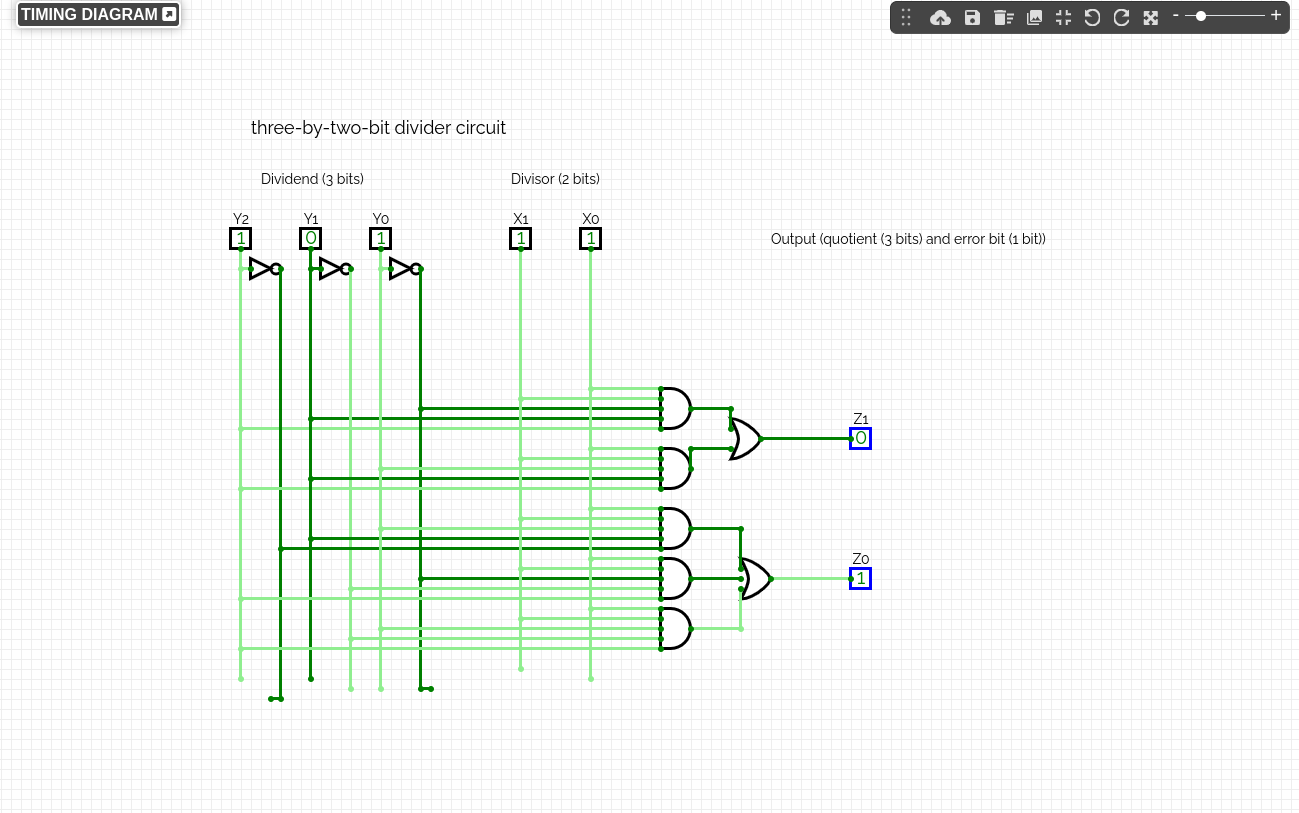 TIMING DIAGRAM
- +
three-by-two-bit divider circuit
Dividend (3 bits) Divisor (2 bits)
Y2 Y1 Y0 X1 X0
1 0 1 1 1
Output (quotient (3 bits) and error bit (1 bit))
Z1
0
Z0
1